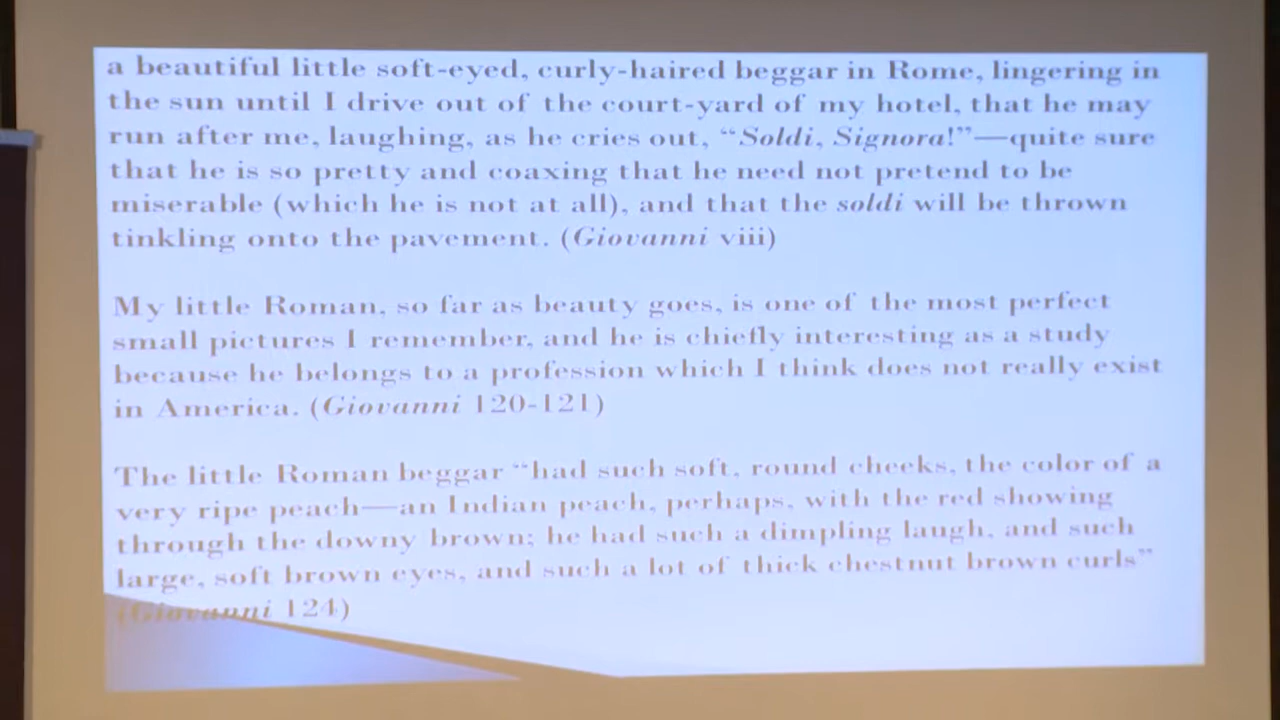 a beautiful little soft-eyed, curly-haired beggar in Rome, lingering in
the sun until I drive out of the court-yard of my hotel, that he may
run after me, laughing, as he cries out, “Soldi, Signora!”—quite sure
that he is so pretty and coaxing that he need not pretend to be
miserable (which he is not at all), and that the soldi will be thrown
tinkling onto the pavement. (Giovanni viii)
My little Roman, so far as beauty goes, is one of the most perfect
small pictures I remember, and he is chiefly interesting as a study
because he belongs to a profession which I think does not really exist
in America. (Giovanni 120-121)
The little Roman beggar “had such soft, round cheeks, the color of a
very ripe peach—an Indian peach, perhaps, with the red showing
through the downy brown; he had such a dimpling laugh, and such
large, soft brown eyes, and such a lot of thick chestnut brown curls”
(Giovanni 124)